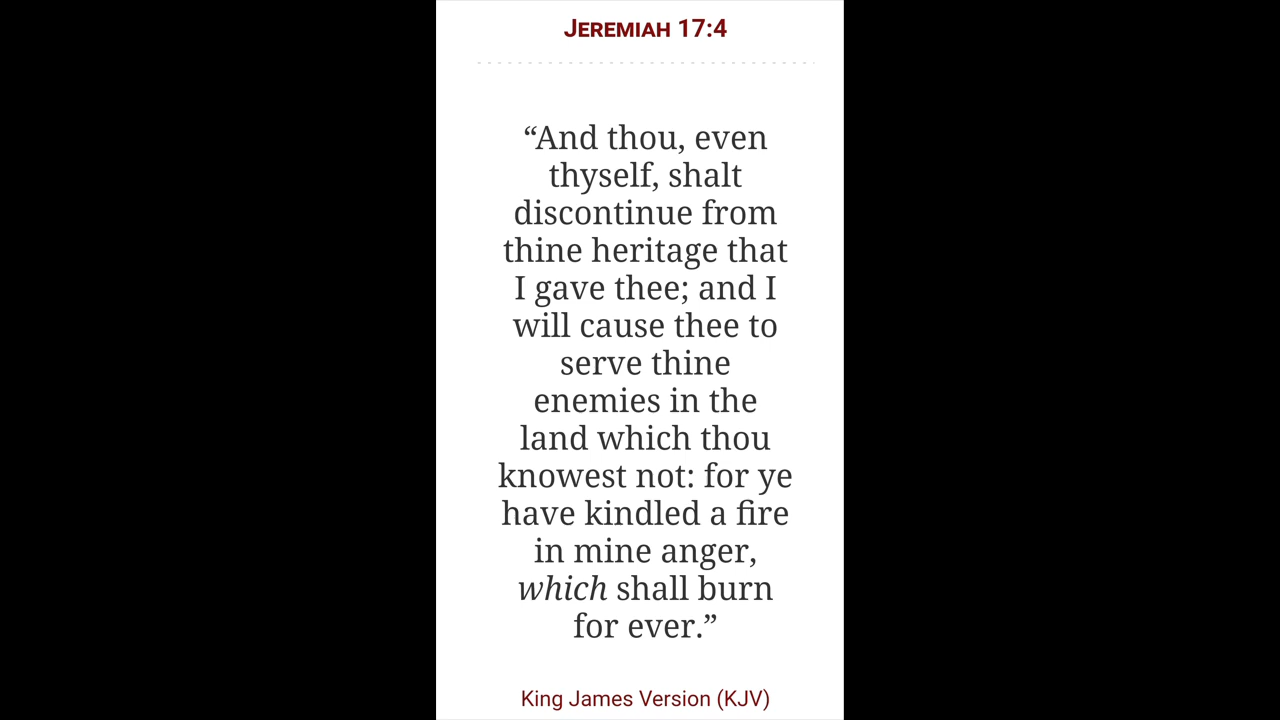 JEREMIAH 17:4
“And thou, even
thyself, shalt
discontinue from
thine heritage that
I gave thee; and I
will cause thee to
serve thine
enemies in the
land which thou
knowest not: for ye
have kindled a fire
in mine anger,
which shall burn
for ever.”
King James Version (KJV)